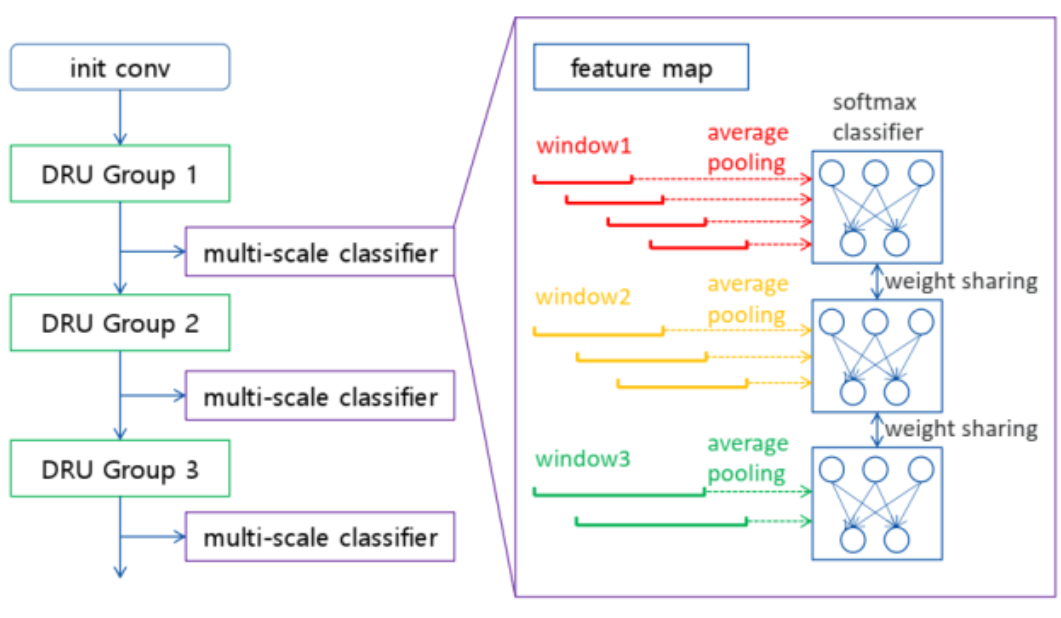 init conv
DRU Group 1
multi-scale classifier
DRU Group 2
multi-scale classifier
DRU Group 3
multi-scale classifier
feature map
softmax
classifier
window1
average
pooling
weight sharing
window2
average
pooling
weight sharing
window3
average
pooling